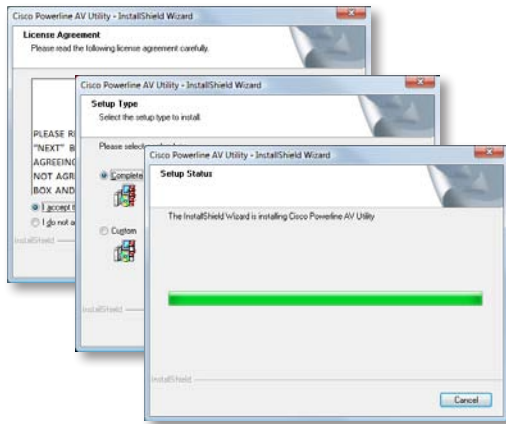 Cisco Powerline AV Utility - InstallShield Wizard
License Agreement
Please read the following license agreement carefully.
PLEASE
"NEXT"
AGREEING
NOT
BOX AND
I accept
I do not
InstallShield
Cisco Powerline AV Utility - InstallShield Wizard
Setup Type
Select the setup type to install.
Please
Complete
Custom
InstallShield
Cisco Powerline AV Utility - InstallShield Wizard
Setup Status
The InstallShield Wizard is installing Cisco Powerline AV Utility
InstallShield
Cancel